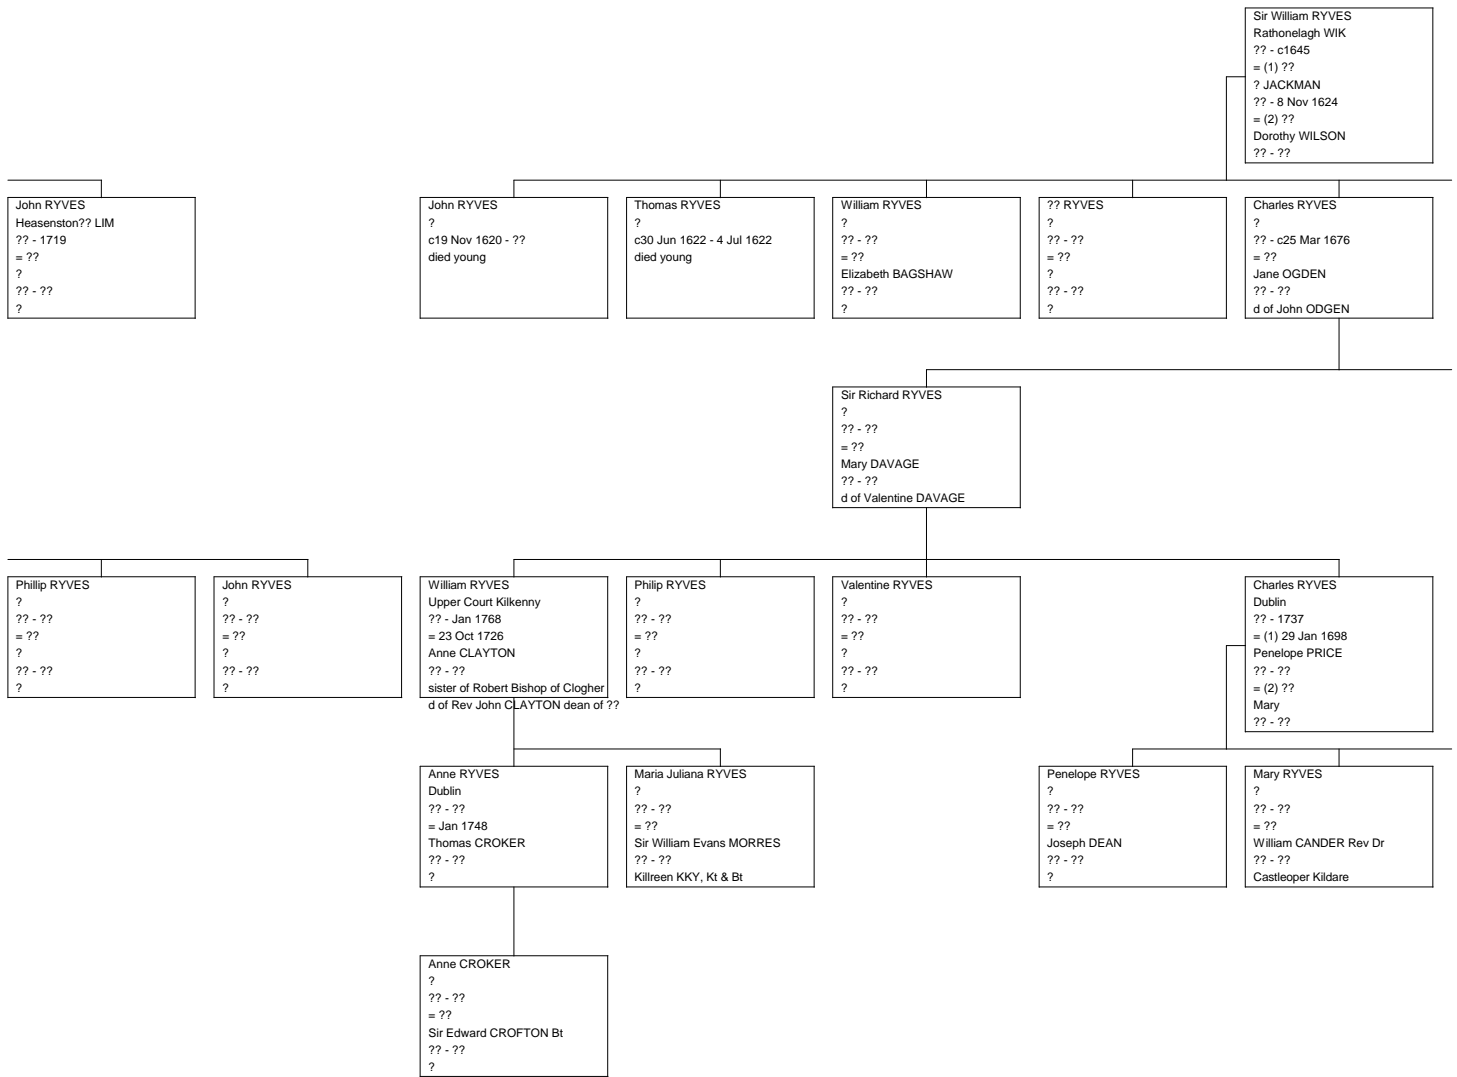 Sir William RYVES
Rathonelagh WIK
?? - c1645
= (1) ??
? JACKMAN
?? - 8 Nov 1624
= (2) ??
Dorothy WILSON
?? - ??
John RYVES
Heasenston?? LIM
?? - 1719
= ??
?
?? - ??
?
John RYVES
?
c19 Nov 1620 - ??
died young
Thomas RYVES
?
c30 Jun 1622 - 4 Jul 1622
died young
William RYVES
?
?? - ??
= ??
Elizabeth BAGSHAW
?? - ??
?
?? RYVES
?
?? - ??
= ??
?
?? - ??
?
Charles RYVES
?
?? - c25 Mar 1676
= ??
Jane OGDEN
?? - ??
d of John ODGEN
Sir Richard RYVES
?
?? - ??
= ??
Mary DAVAGE
?? - ??
d of Valentine DAVAGE
Phillip RYVES
?
?? - ??
= ??
?
?? - ??
?
John RYVES
?
?? - ??
= ??
?
?? - ??
?
William RYVES
Upper Court Kilkenny
?? - Jan 1768
= 23 Oct 1726
Anne CLAYTON
?? - ??
sister of Robert Bishop of Clogher
d of Rev John CLAYTON dean of ??
Philip RYVES
?
?? - ??
= ??
?
?? - ??
?
Valentine RYVES
?
?? - ??
= ??
?
?? - ??
?
Charles RYVES
Dublin
?? - 1737
= (1) 29 Jan 1698
Penelope PRICE
?? - ??
= (2) ??
Mary
?? - ??
Anne RYVES
Dublin
?? - ??
= Jan 1748
Thomas CROKER
?? - ??
?
Maria Juliana RYVES
?
?? - ??
= ??
Sir William Evans MORRES
?? - ??
Killreen KKY, Kt & Bt
Penelope RYVES
?
?? - ??
= ??
Joseph DEAN
?? - ??
?
Mary RYVES
?
?? - ??
= ??
William CANDER Rev Dr
?? - ??
Castleoper Kildare
Anne CROKER
?
?? - ??
= ??
Sir Edward CROFTON Bt
?? - ??
?